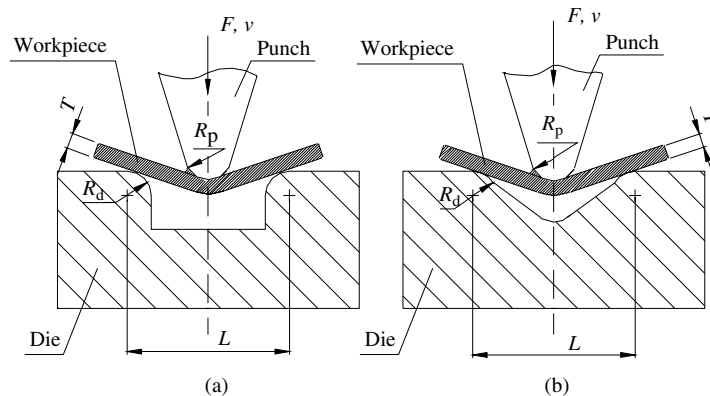 F, v
Workpiece
Punch
T
Rp
Rd
Die
L
(a)
F, v
Workpiece
Punch
Rp
Rd
Die
L
(b)